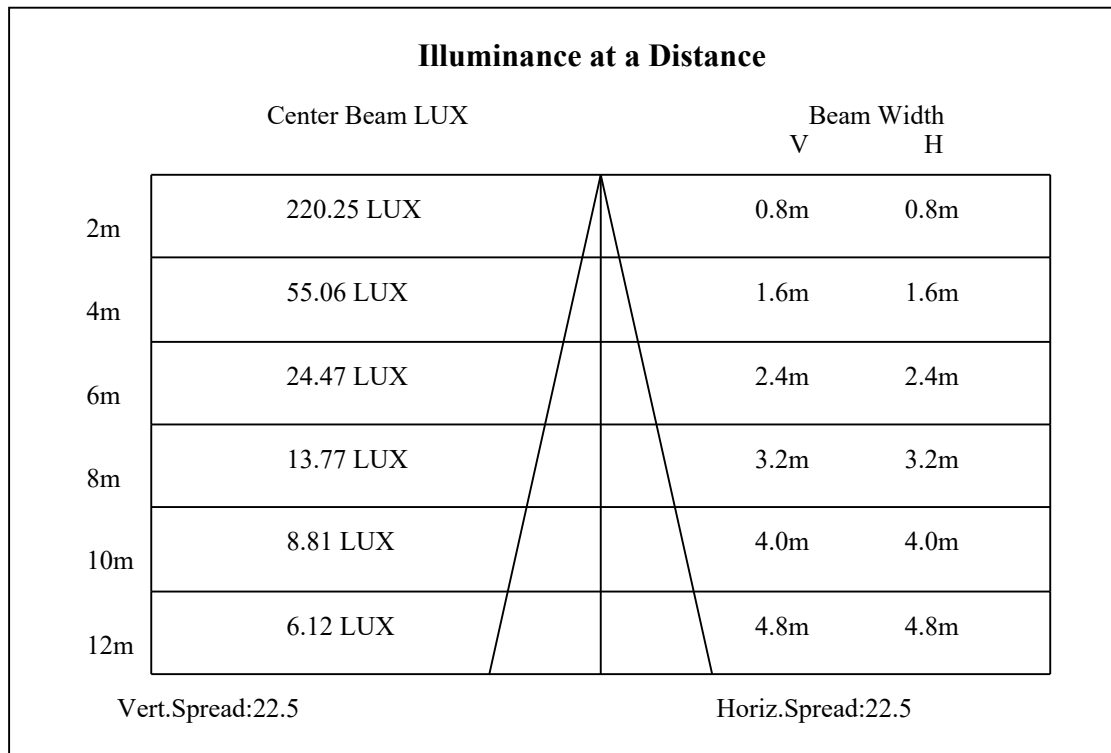 Illuminance at a Distance
Center Beam LUX Beam Width
V H
2m 220.25 LUX 0.8m 0.8m
4m 55.06 LUX 1.6m 1.6m
6m 24.47 LUX 2.4m 2.4m
8m 13.77 LUX 3.2m 3.2m
10m 8.81 LUX 4.0m 4.0m
12m 6.12 LUX 4.8m 4.8m
Vert.Spread:22.5 Horiz.Spread:22.5